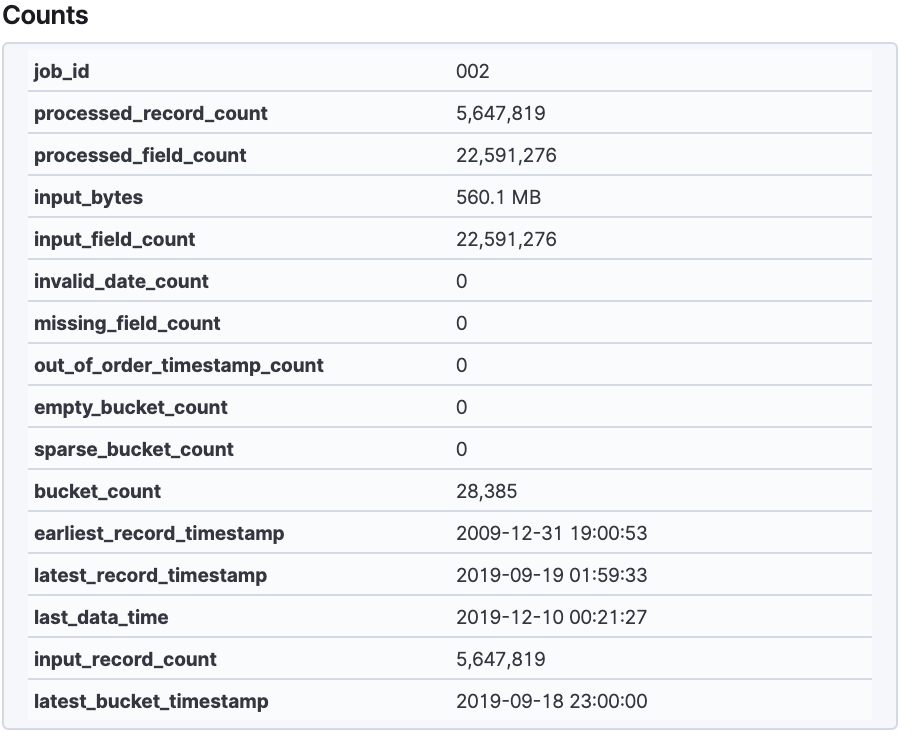 Counts
job_id 002
processed_record_count 5,647,819
processed_field_count 22,591,276
input_bytes 560.1 MB
input_field_count 22,591,276
invalid_date_count 0
missing_field_count 0
out_of_order_timestamp_count 0
empty_bucket_count 0
sparse_bucket_count 0
bucket_count 28,385
earliest_record_timestamp 2009-12-31 19:00:53
latest_record_timestamp 2019-09-19 01:59:33
last_data_time 2019-12-10 00:21:27
input_record_count 5,647,819
latest_bucket_timestamp 2019-09-18 23:00:00